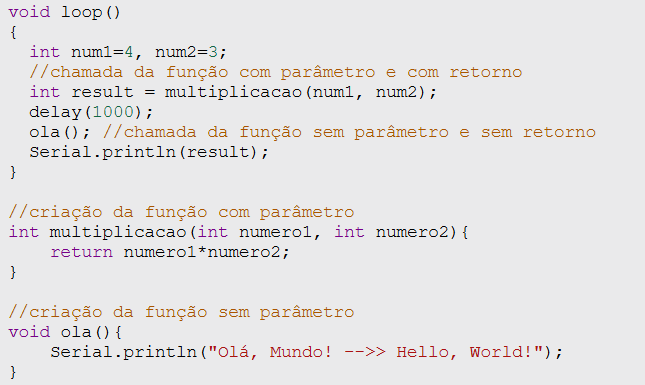 void loop()
{
  int num1=4, num2=3;
  //chamada da função com parâmetro e com retorno
  int result = multiplicacao(num1, num2);
  delay(1000);
  ola(); //chamada da função sem parâmetro e sem retorno
  Serial.println(result);
}

//criação da função com parâmetro
int multiplicacao(int numero1, int numero2){
    return numero1*numero2;
}

//criação da função sem parâmetro
void ola(){
    Serial.println("Olá, Mundo! -->> Hello, World!");
}